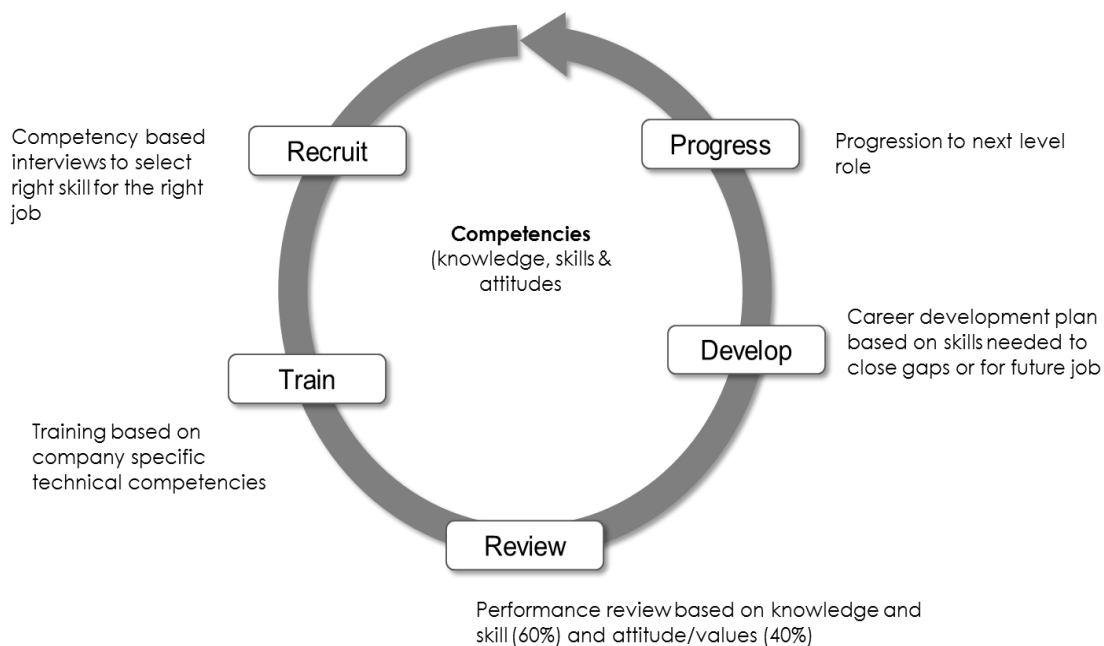 Competency based
interviews to select
right skill for the right
job
Recruit
Progress
Progression to next level
role
Competencies
(knowledge, skills &
attitudes
Train
Training based on
company specific
technical competencies
Develop
Career development plan
based on skills needed to
close gaps or for future job
Review
Performance review based on knowledge and
skill (60%) and attitude/values (40%)